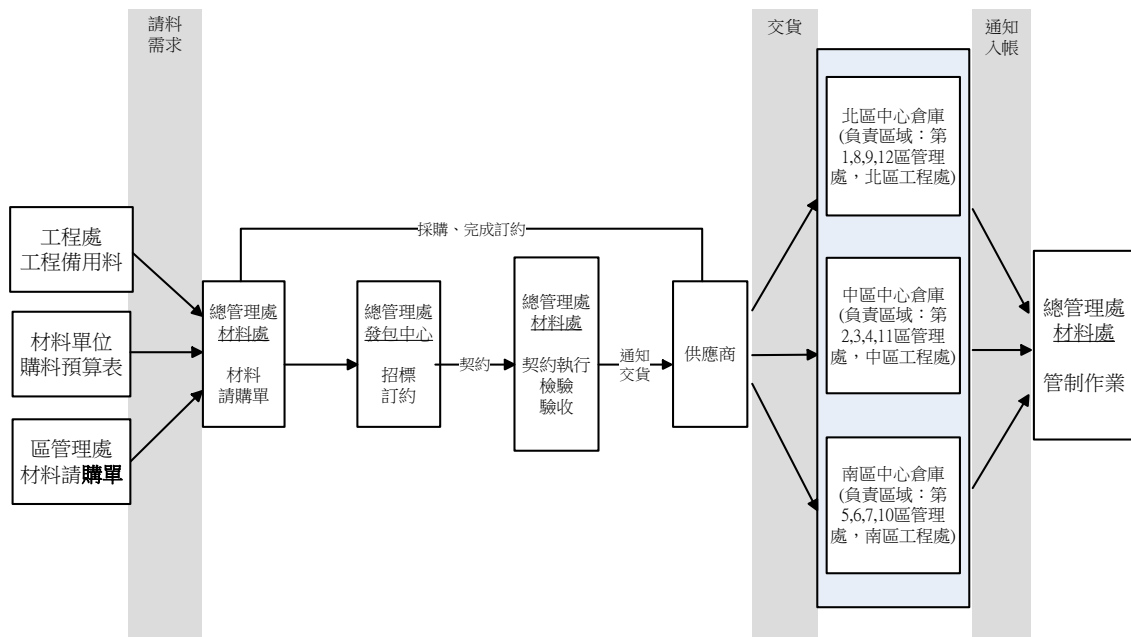 請料
需求
交貨
通知
入帳
工程處
工程備用料
材料單位
購料預算表
區管理處
材料請購單
採購、完成訂約
總管理處
材料處
材料
請購單
總管理處
發包中心
招標
訂約
契約
總管理處
材料處
契約執行
檢驗
驗收
通知
交貨
供應商
北區中心倉庫
(負責區域：第
1,8,9,12區管理
處，北區工程處)
中區中心倉庫
(負責區域：第
2,3,4,11區管理
處，中區工程處)
南區中心倉庫
(負責區域：第
5,6,7,10區管理
處，南區工程處)
總管理處
材料處
管制作業